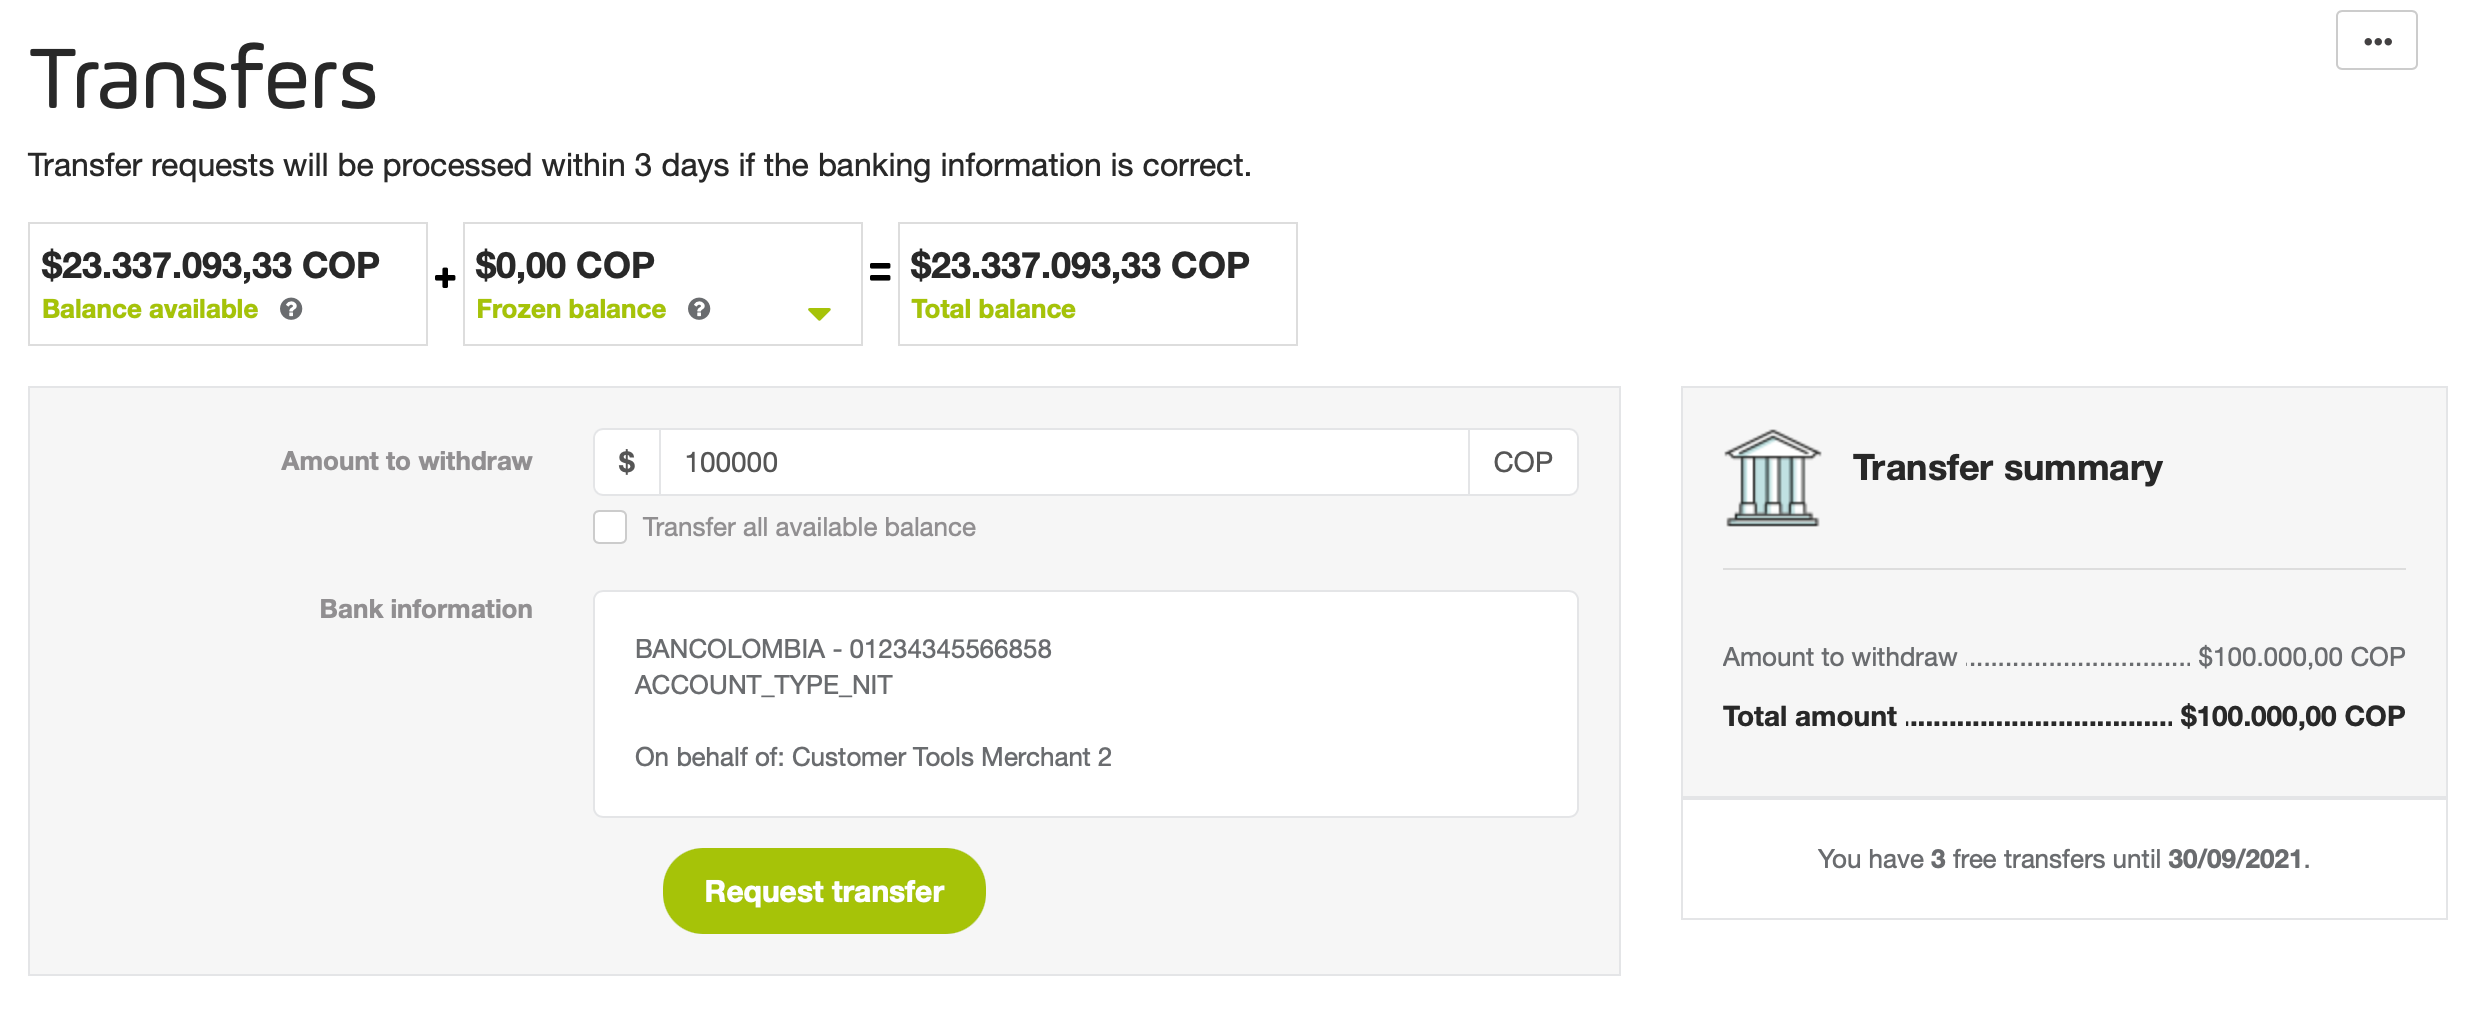 Transfers
•••
Transfer requests will be processed within 3 days if the banking information is correct.
$23.337.093,33 COP + $0,00 COP = $23.337.093,33 COP
Balance available ? Frozen balance ? Total balance
Amount to withdraw $ 100000 COP
Transfer all available balance
Bank information
BANCOLOMBIA - 01234345566858
ACCOUNT_TYPE_NIT
On behalf of: Customer Tools Merchant 2
Request transfer
Transfer summary
Amount to withdraw ................................ $100.000,00 COP
Total amount .................................. $100.000,00 COP
You have 3 free transfers until 30/09/2021.